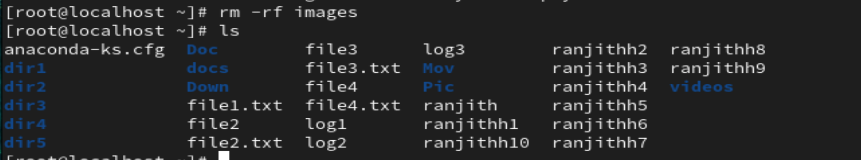 [root@localhost ~]# rm -rf images
[root@localhost ~]# ls
anaconda-ks.cfg  Doc        file3      log3       ranjithh2  ranjithh8
dir1             docs       file3.txt  Mov        ranjithh3  ranjithh9
dir2             Down       file4      Pic        ranjithh4  videos
dir3             file1.txt  file4.txt  ranjith    ranjithh5
dir4             file2      log1       ranjithh1  ranjithh6
dir5             file2.txt  log2       ranjithh10 ranjithh7
[root@localhost ~]#